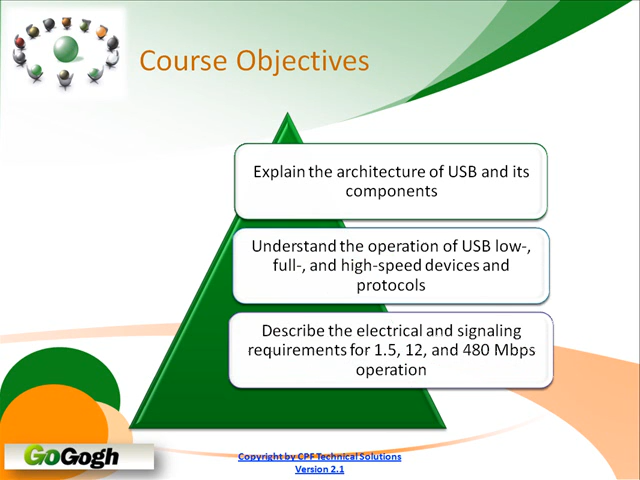 Course Objectives
Explain the architecture of USB and its
components
Understand the operation of USB low-,
full-, and high-speed devices and
protocols
Describe the electrical and signaling
requirements for 1.5, 12, and 480 Mbps
operation
GoGogh
Copyright by CPF Technical Solutions
Version 2.1